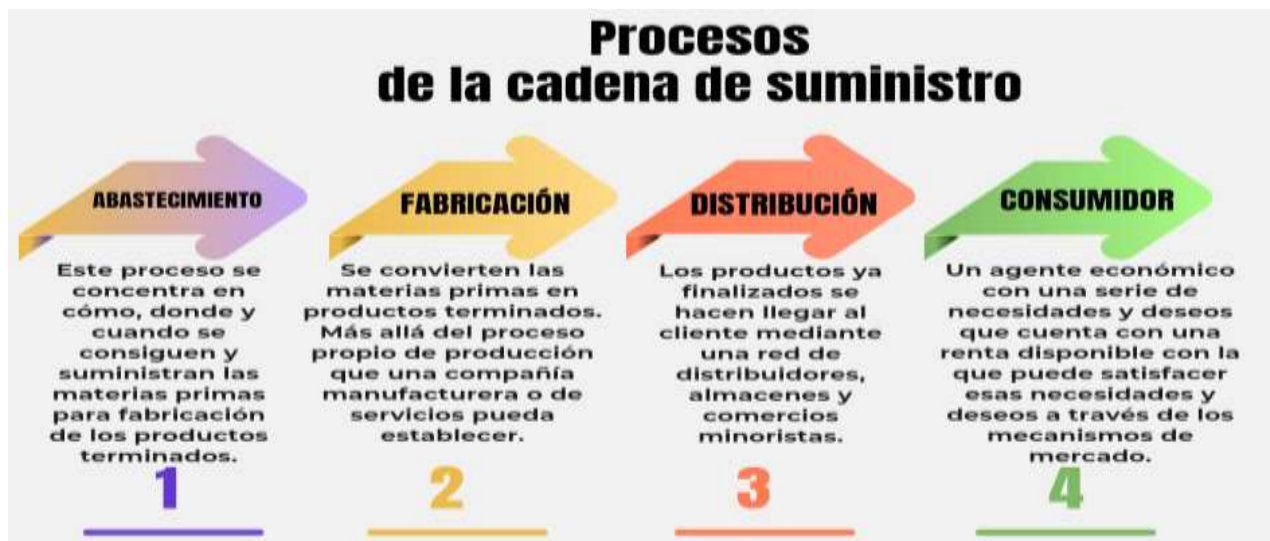 Procesos
de la cadena de suministro
ABASTECIMIENTO
Este proceso se
concentra en
cómo, donde y
cuando se
consiguen y
suministran las
materias primas
para fabricación
de los productos
terminados.
1
FABRICACIÓN
Se convierten las
materias primas en
productos terminados.
Más allá del proceso
propio de producción
que una compañía
manufacturera o de
servicios pueda
establecer.
2
DISTRIBUCIÓN
Los productos ya
finalizados se
hacen llegar al
cliente mediante
una red de
distribuidores,
almacenes y
comercios
minoristas.
3
CONSUMIDOR
Un agente económico
con una serie de
necesidades y deseos
que cuenta con una
renta disponible con la
que puede satisfacer
esas necesidades y
deseos a través de los
mecanismos de
mercado.
4